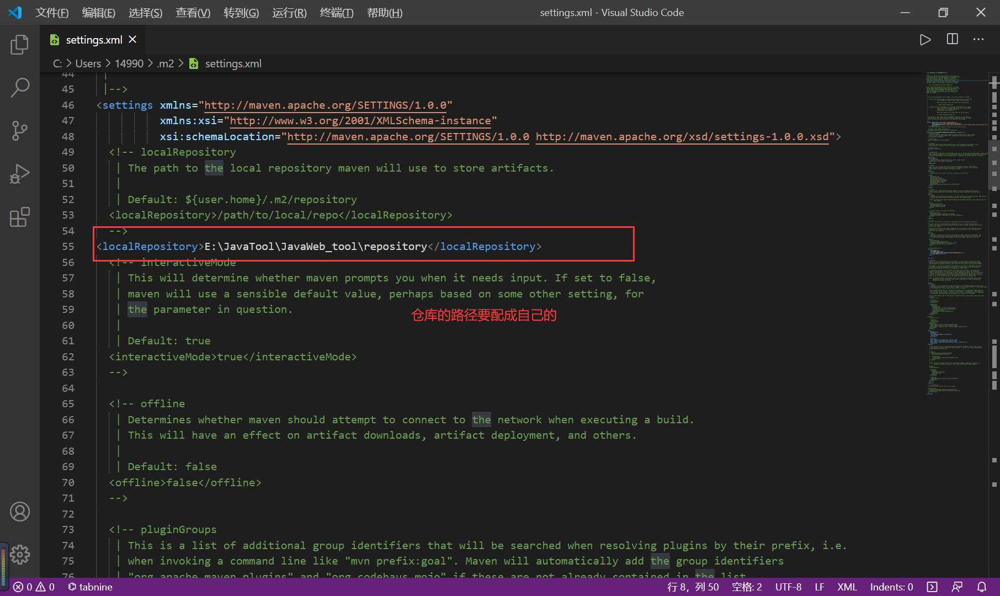 文件(F) 编辑(E) 选择(S) 查看(V) 转到(G) 运行(R) 终端(T) 帮助(H) settings.xml - Visual Studio Code
settings.xml
C: > Users > 14990 > .m2 > settings.xml
44 |
45 |-->
46 <settings xmlns="http://maven.apache.org/SETTINGS/1.0.0"
47 xmlns:xsi="http://www.w3.org/2001/XMLSchema-instance"
48 xsi:schemaLocation="http://maven.apache.org/SETTINGS/1.0.0 http://maven.apache.org/xsd/settings-1.0.0.xsd">
49 <!-- localRepository
50 | The path to the local repository maven will use to store artifacts.
51 |
52 | Default: ${user.home}/.m2/repository
53 <localRepository>/path/to/local/repo</localRepository>
54 -->
55 <localRepository>E:\JavaTool\JavaWeb_tool\repository</localRepository>
56 <!-- interactiveMode
57 | This will determine whether maven prompts you when it needs input. If set to false,
58 | maven will use a sensible default value, perhaps based on some other setting, for
59 | the parameter in question.
仓库的路径要配成自己的
60 |
61 | Default: true
62 <interactiveMode>true</interactiveMode>
63 -->
64
65 <!-- offline
66 | Determines whether maven should attempt to connect to the network when executing a build.
67 | This will have an effect on artifact downloads, artifact deployment, and others.
68 |
69 | Default: false
70 <offline>false</offline>
71 -->
72
73 <!-- pluginGroups
74 | This is a list of additional group identifiers that will be searched when resolving plugins by their prefix, i.e.
75 | when invoking a command line like "mvn prefix:goal". Maven will automatically add the group identifiers
76 | "org.apache.maven.plugins" and "org.codehaus.mojo" if these are not already contained in the list.
0 0 tabnine 行 8，列 50 空格: 2 UTF-8 LF XML Indents: 0